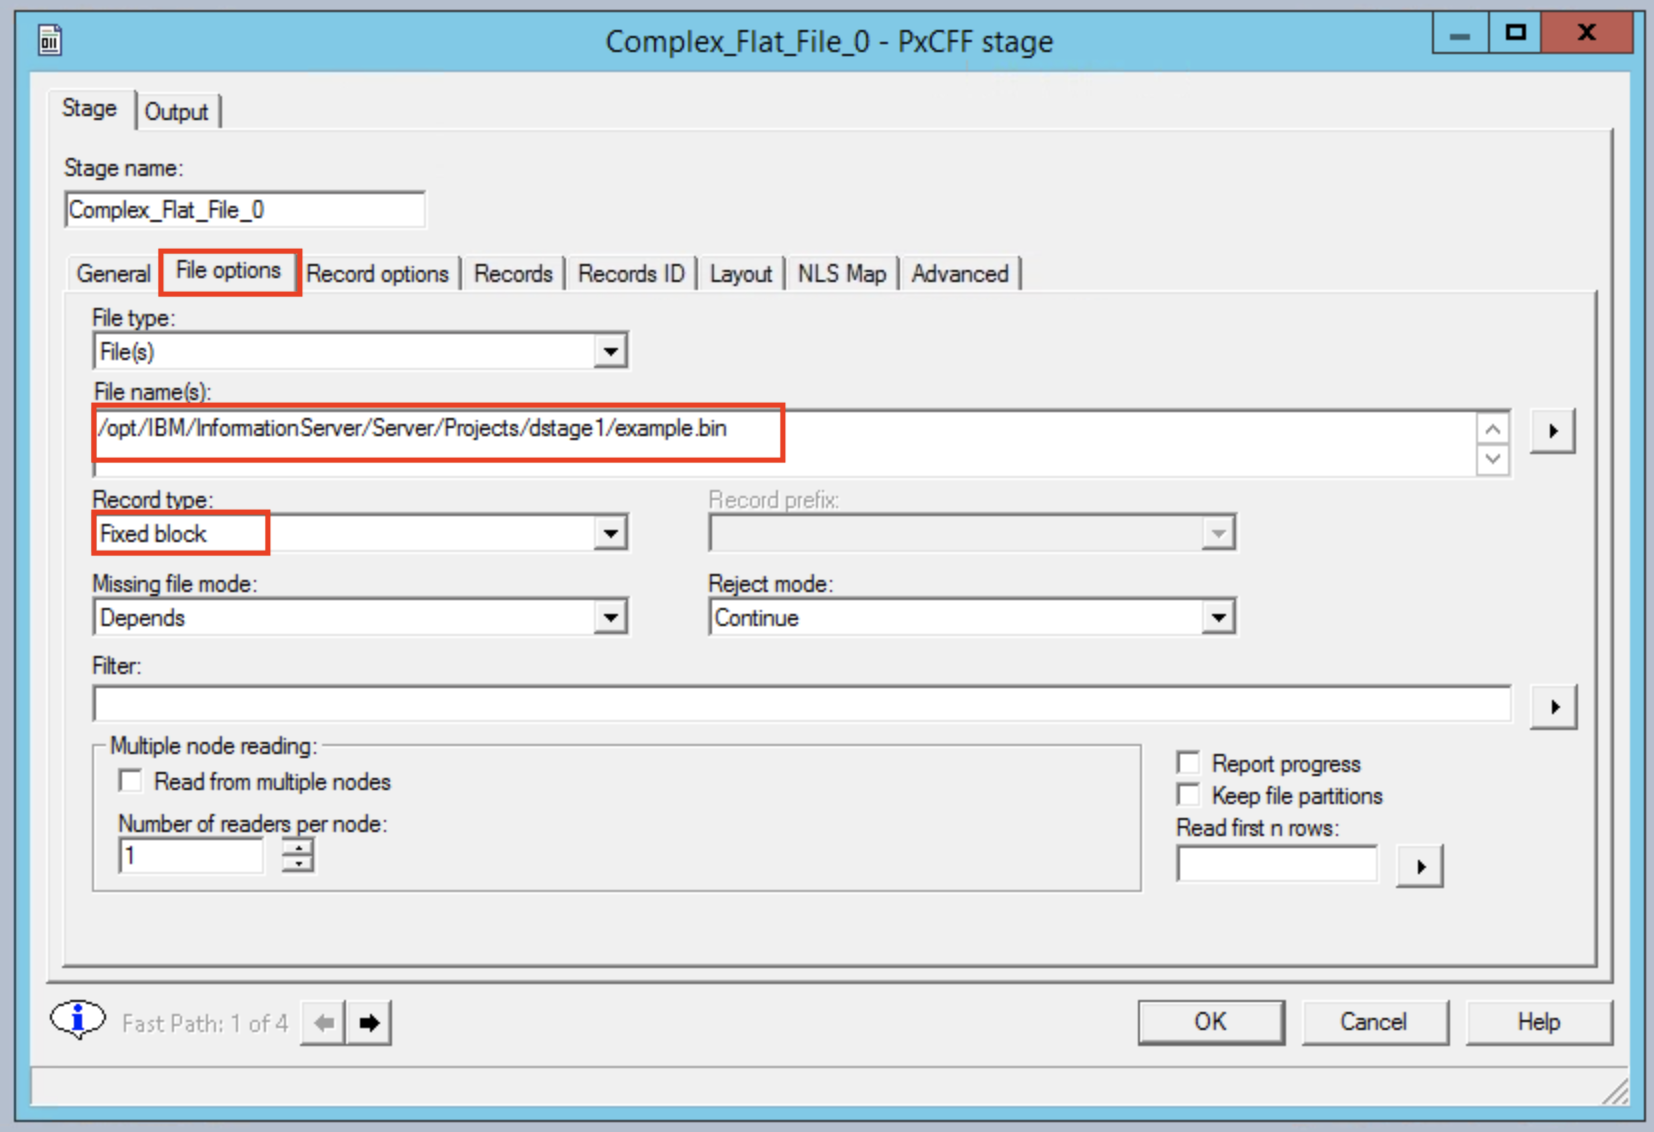 Complex_Flat_File_0 - PxCFF stage
Stage Output
Stage name:
Complex_Flat_File_0
General File options Record options Records Records ID Layout NLS Map Advanced
File type:
File(s)
File name(s):
/opt/IBM/InformationServer/Server/Projects/dstage1/example.bin
Record type: Record prefix:
Fixed block
Missing file mode: Reject mode:
Depends Continue
Filter:
Multiple node reading:
Read from multiple nodes
Number of readers per node:
1
Report progress
Keep file partitions
Read first n rows:
Fast Path: 1 of 4
OK Cancel Help